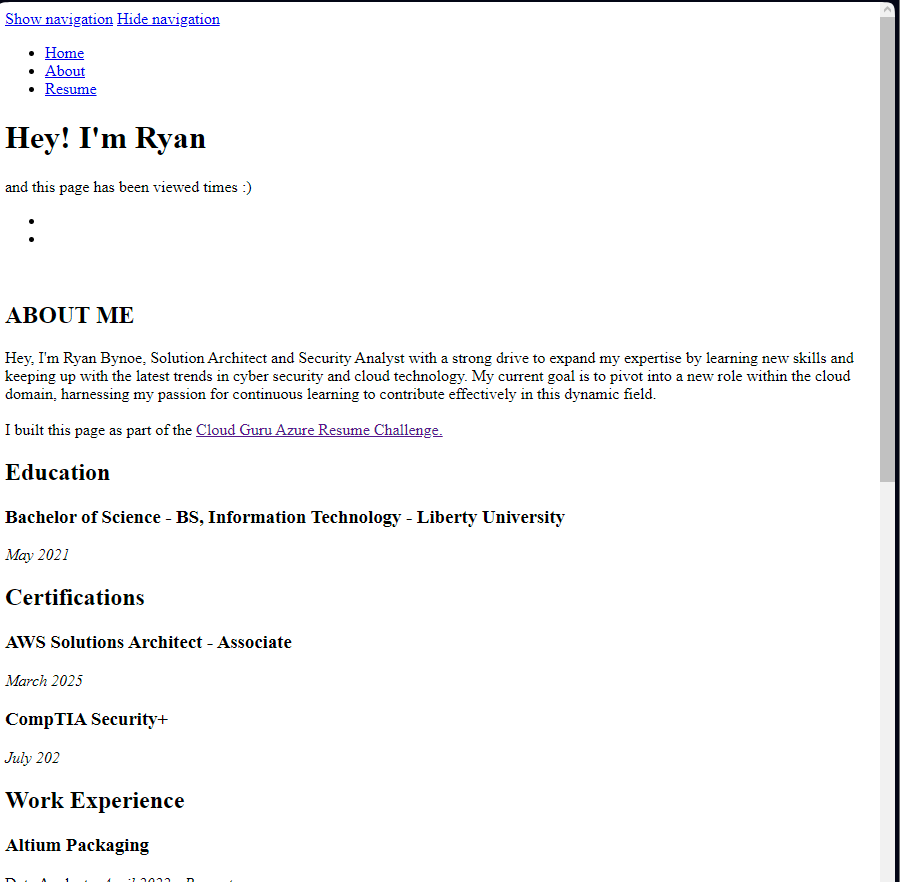 Show navigation Hide navigation
Home
About
Resume
Hey! I'm Ryan
and this page has been viewed times :)
ABOUT ME
Hey, I'm Ryan Bynoe, Solution Architect and Security Analyst with a strong drive to expand my expertise by learning new skills and
keeping up with the latest trends in cyber security and cloud technology. My current goal is to pivot into a new role within the cloud
domain, harnessing my passion for continuous learning to contribute effectively in this dynamic field.
I built this page as part of the Cloud Guru Azure Resume Challenge.
Education
Bachelor of Science - BS, Information Technology - Liberty University
May 2021
Certifications
AWS Solutions Architect - Associate
March 2025
CompTIA Security+
July 202
Work Experience
Altium Packaging